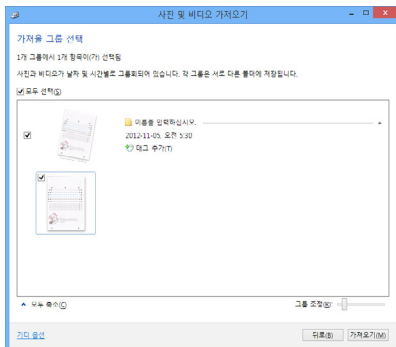 사진 및 비디오 가져오기
가져올 그룹 선택
1개 그룹에서 1개 항목이(가) 선택됨
사진과 비디오가 날짜 및 시간별로 그룹화되어 있습니다. 각 그룹은 서로 다른 폴더에 저장됩니다.
모두 선택(S)
이름을 입력하십시오.
2012-11-05, 오전 5:30
태그 추가(T)
모두 축소(C)
그룹 조정(R):
기타 옵션
뒤로(B)
가져오기(M)